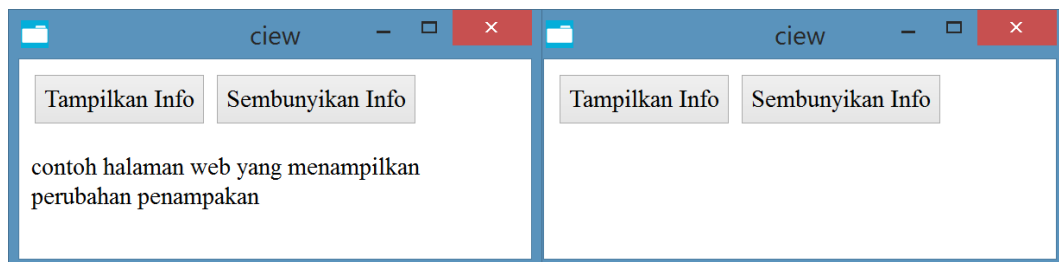 ciew
Tampilkan Info Sembunyikan Info
contoh halaman web yang menampilkan
perubahan penampakan
ciew
Tampilkan Info Sembunyikan Info